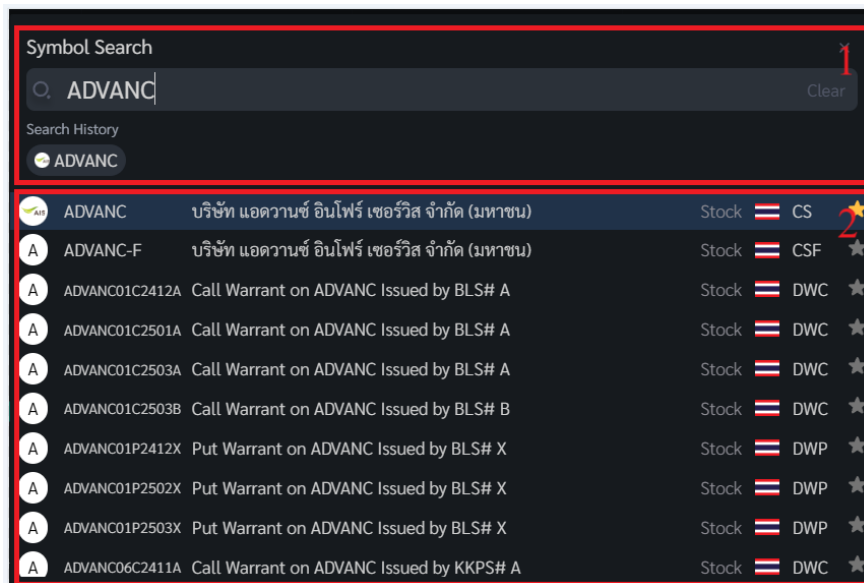 Symbol Search × 1
ADVANC Clear
Search History
AIS ADVANC
AIS ADVANC บริษัท แอดวานซ์ อินโฟร์ เซอร์วิส จำกัด (มหาชน) Stock CS 2
A ADVANC-F บริษัท แอดวานซ์ อินโฟร์ เซอร์วิส จำกัด (มหาชน) Stock CSF
A ADVANC01C2412A Call Warrant on ADVANC Issued by BLS# A Stock DWC
A ADVANC01C2501A Call Warrant on ADVANC Issued by BLS# A Stock DWC
A ADVANC01C2503A Call Warrant on ADVANC Issued by BLS# A Stock DWC
A ADVANC01C2503B Call Warrant on ADVANC Issued by BLS# B Stock DWC
A ADVANC01P2412X Put Warrant on ADVANC Issued by BLS# X Stock DWP
A ADVANC01P2502X Put Warrant on ADVANC Issued by BLS# X Stock DWP
A ADVANC01P2503X Put Warrant on ADVANC Issued by BLS# X Stock DWP
A ADVANC06C2411A Call Warrant on ADVANC Issued by KKPS# A Stock DWC